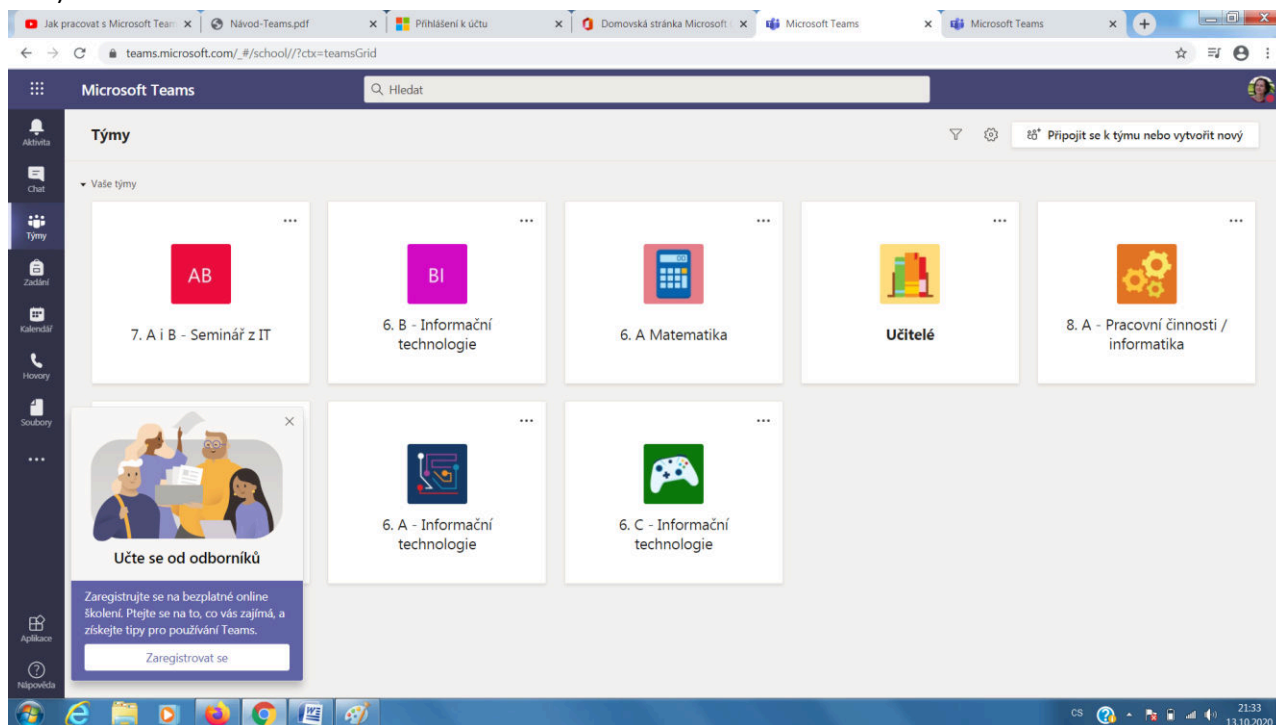 Jak pracovat s Microsoft Team
Návod-Teams.pdf
Přihlášení k účtu
Domovská stránka Microsoft
Microsoft Teams
Microsoft Teams
teams.microsoft.com/_#/school//?ctx=teamsGrid
Microsoft Teams
Hledat
Aktivita
Chat
Týmy
Zadání
Kalendář
Hovory
Soubory
Aplikace
Nápověda
Týmy
Připojit se k týmu nebo vytvořit nový
Vaše týmy
AB
7. A i B - Seminář z IT
BI
6. B - Informační
technologie
6. A Matematika
Učitelé
8. A - Pracovní činnosti /
informatika
6. A - Informační
technologie
6. C - Informační
technologie
Učte se od odborníků
Zaregistrujte se na bezplatné online
školení. Ptejte se na to, co vás zajímá, a
získejte tipy pro používání Teams.
Zaregistrovat se
CS
21:33
13.10.2020